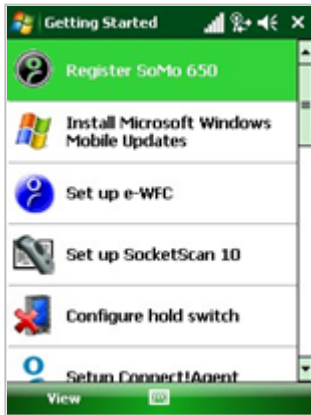 Getting Started
Register SoMo 650
Install Microsoft Windows
Mobile Updates
Set up e-WFC
Set up SocketScan 10
Configure hold switch
Setup Connect!Agent
View